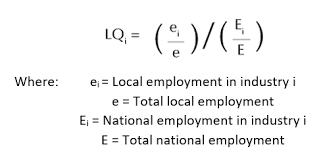 LQᵢ = (eᵢ/e)/(Eᵢ/E)
Where: eᵢ = Local employment in industry i
e = Total local employment
Eᵢ = National employment in industry i
E = Total national employment